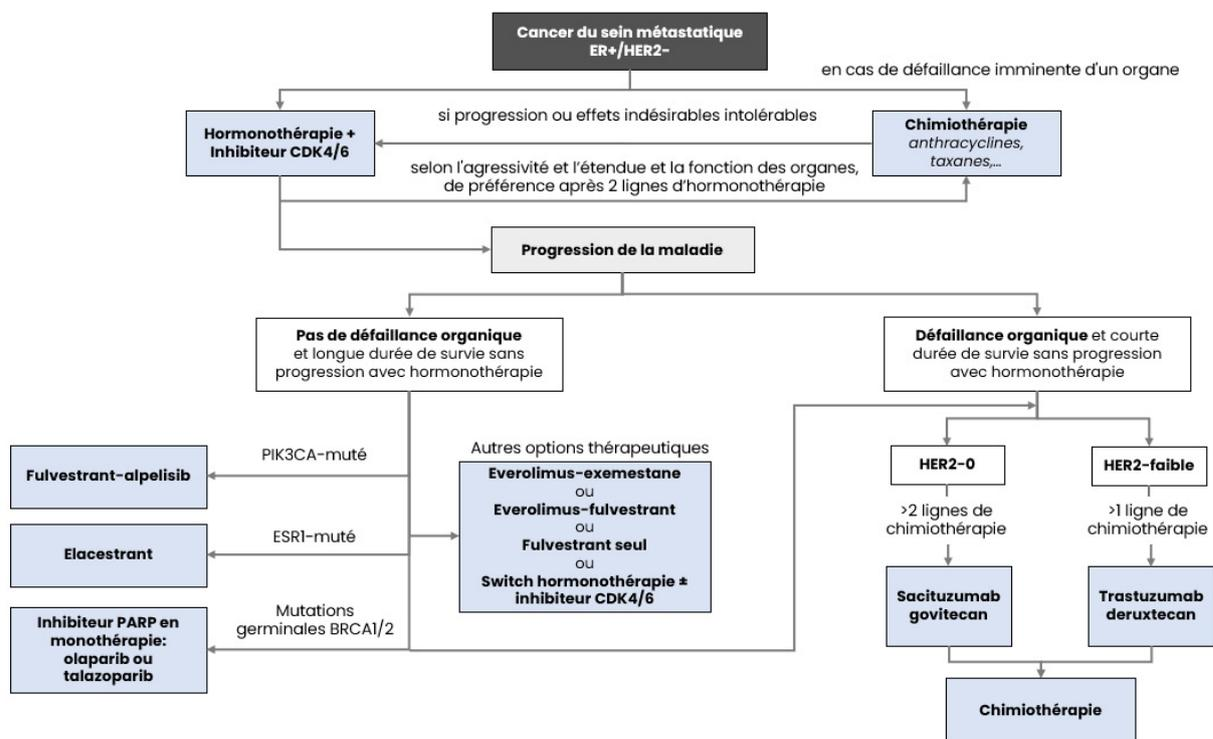 Cancer du sein métastatique
ER+/HER2-
en cas de défaillance imminente d'un organe
Hormonothérapie +
Inhibiteur CDK4/6
si progression ou effets indésirables intolérables
Chimiothérapie
anthracyclines,
taxanes,...
selon l'agressivité et l'étendue et la fonction des organes,
de préférence après 2 lignes d'hormonothérapie
Progression de la maladie
Pas de défaillance organique
et longue durée de survie sans
progression avec hormonothérapie
Défaillance organique et courte
durée de survie sans progression
avec hormonothérapie
PIK3CA-muté
Fulvestrant-alpelisib
ESR1-muté
Elacestrant
Mutations
germinales BRCA1/2
Inhibiteur PARP en
monothérapie:
olaparib ou
talazoparib
Autres options thérapeutiques
Everolimus-exemestane
ou
Everolimus-fulvestrant
ou
Fulvestrant seul
ou
Switch hormonothérapie ±
inhibiteur CDK4/6
HER2-0
>2 lignes de
chimiothérapie
Sacituzumab
govitecan
HER2-faible
>1 ligne de
chimiothérapie
Trastuzumab
deruxtecan
Chimiothérapie